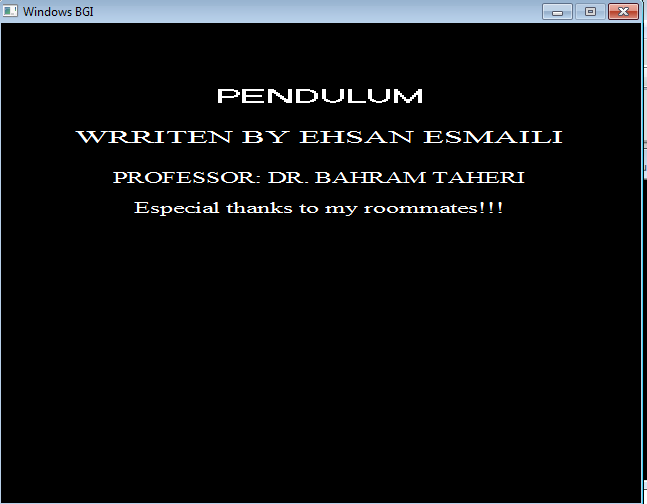 Windows BGI
PENDULUM
WRRITEN BY EHSAN ESMAILI
PROFESSOR: DR. BAHRAM TAHERI
Especial thanks to my roommates!!!